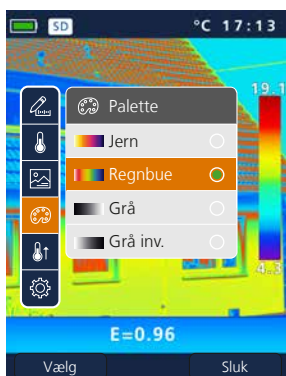 SD °C 17:13
19.1
Palette
Jern
Regnbue
Grå
Grå inv.
4.3
E=0.96
Vælg Sluk